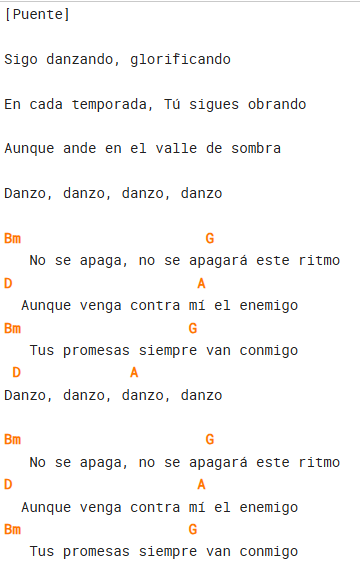 [Puente]
Sigo danzando, glorificando
En cada temporada, Tú sigues obrando
Aunque ande en el valle de sombra
Danzo, danzo, danzo, danzo
Bm                      G
   No se apaga, no se apagará este ritmo
D                      A
  Aunque venga contra mí el enemigo
Bm                    G
   Tus promesas siempre van conmigo
 D             A
Danzo, danzo, danzo, danzo
Bm                      G
   No se apaga, no se apagará este ritmo
D                      A
  Aunque venga contra mí el enemigo
Bm                    G
   Tus promesas siempre van conmigo